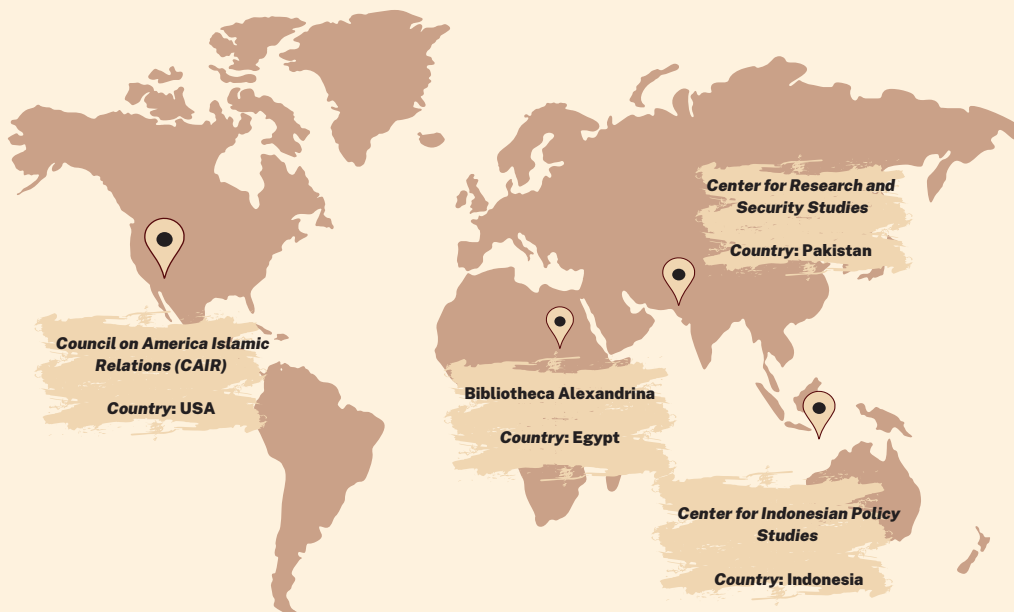 Center for Research and
Security Studies
Country: Pakistan
Council on America Islamic
Relations (CAIR)
Country: USA
Bibliotheca Alexandrina
Country: Egypt
Center for Indonesian Policy
Studies
Country: Indonesia